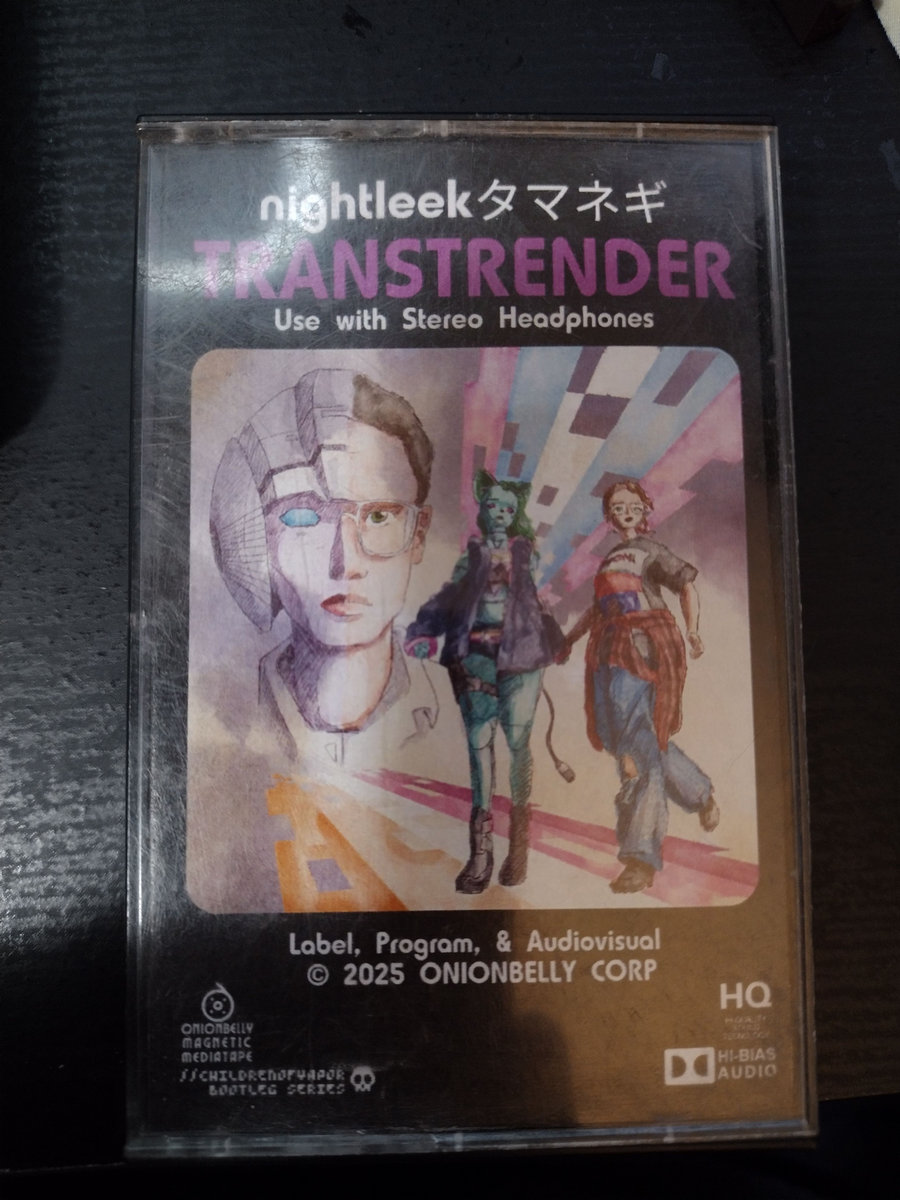 nightleekタマネギ
TRANSTRENDER
Use with Stereo Headphones
Label, Program, & Audiovisual
© 2025 ONIONBELLY CORP
ONIONBELLY
MAGNETIC
MEDIATAPE
∫∫CHILDRENOFVAPOR
BOOTLEG SERIES
HQ
HI-BIAS
AUDIO